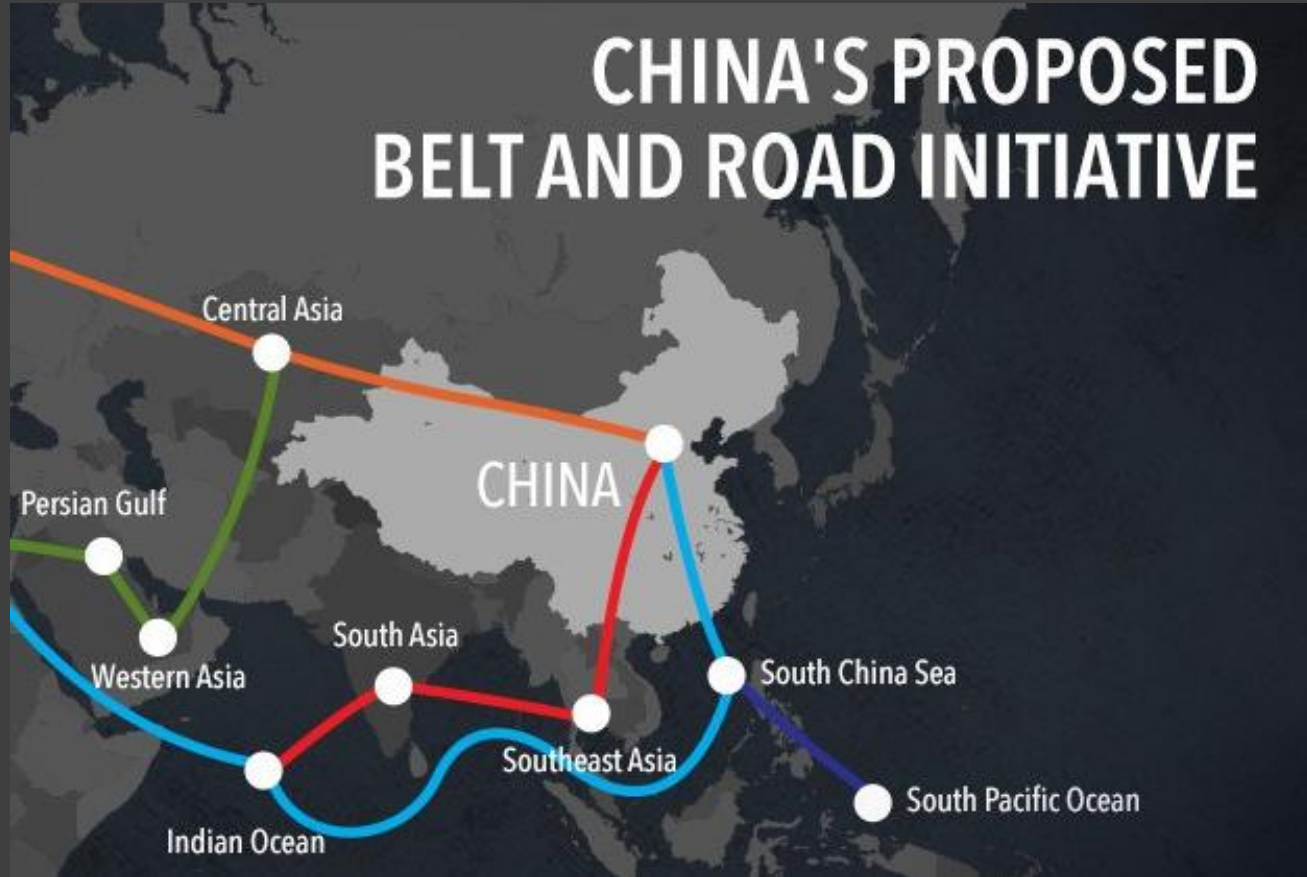 CHINA'S PROPOSED
BELT AND ROAD INITIATIVE
Central Asia
CHINA
Persian Gulf
South Asia
Western Asia
South China Sea
Southeast Asia
South Pacific Ocean
Indian Ocean